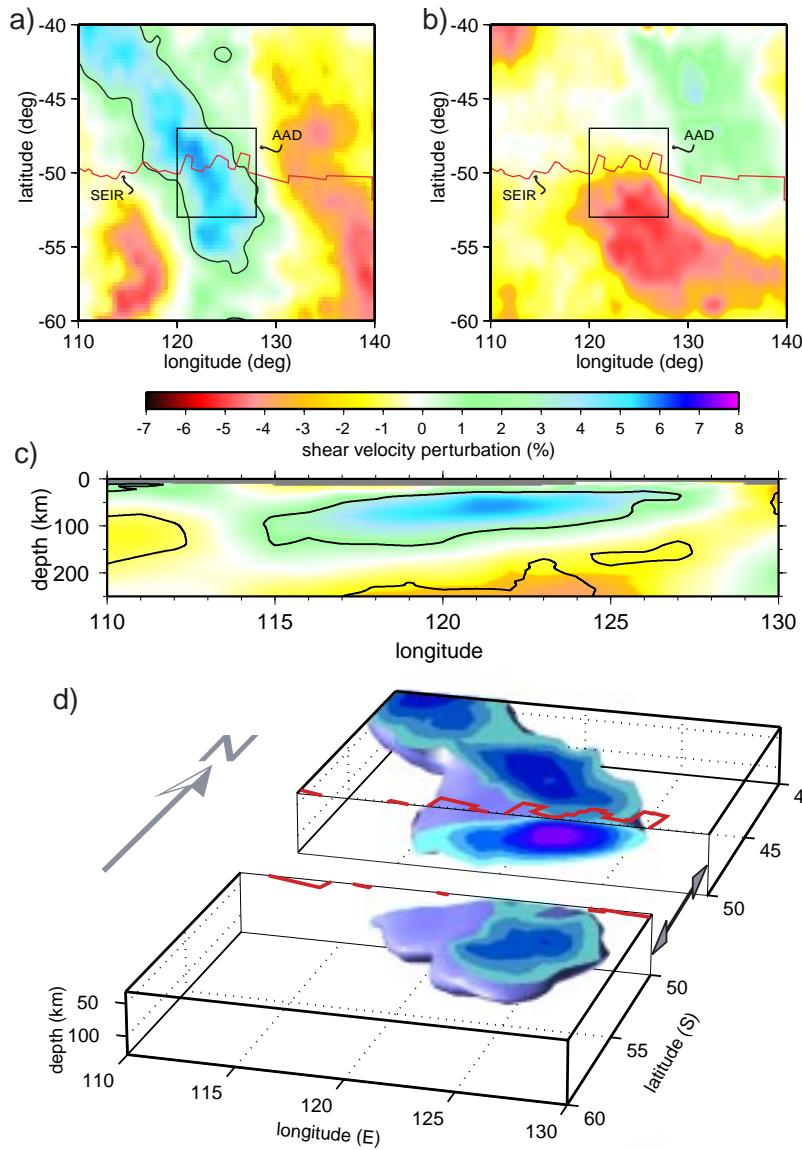 a)
b)
-40
-45
-50
-55
-60
latitude (deg)
AAD
SEIR
110 120 130 140
longitude (deg)
-40
-45
-50
-55
-60
latitude (deg)
AAD
SEIR
110 120 130 140
longitude (deg)
-7 -6 -5 -4 -3 -2 -1 0 1 2 3 4 5 6 7 8
shear velocity perturbation (%)
c)
0
100
200
depth (km)
110 115 120 125 130
longitude
d)
N
4
45
50
50
55
60
latitude (S)
50
100
depth (km)
110
115
120
125
130
longitude (E)